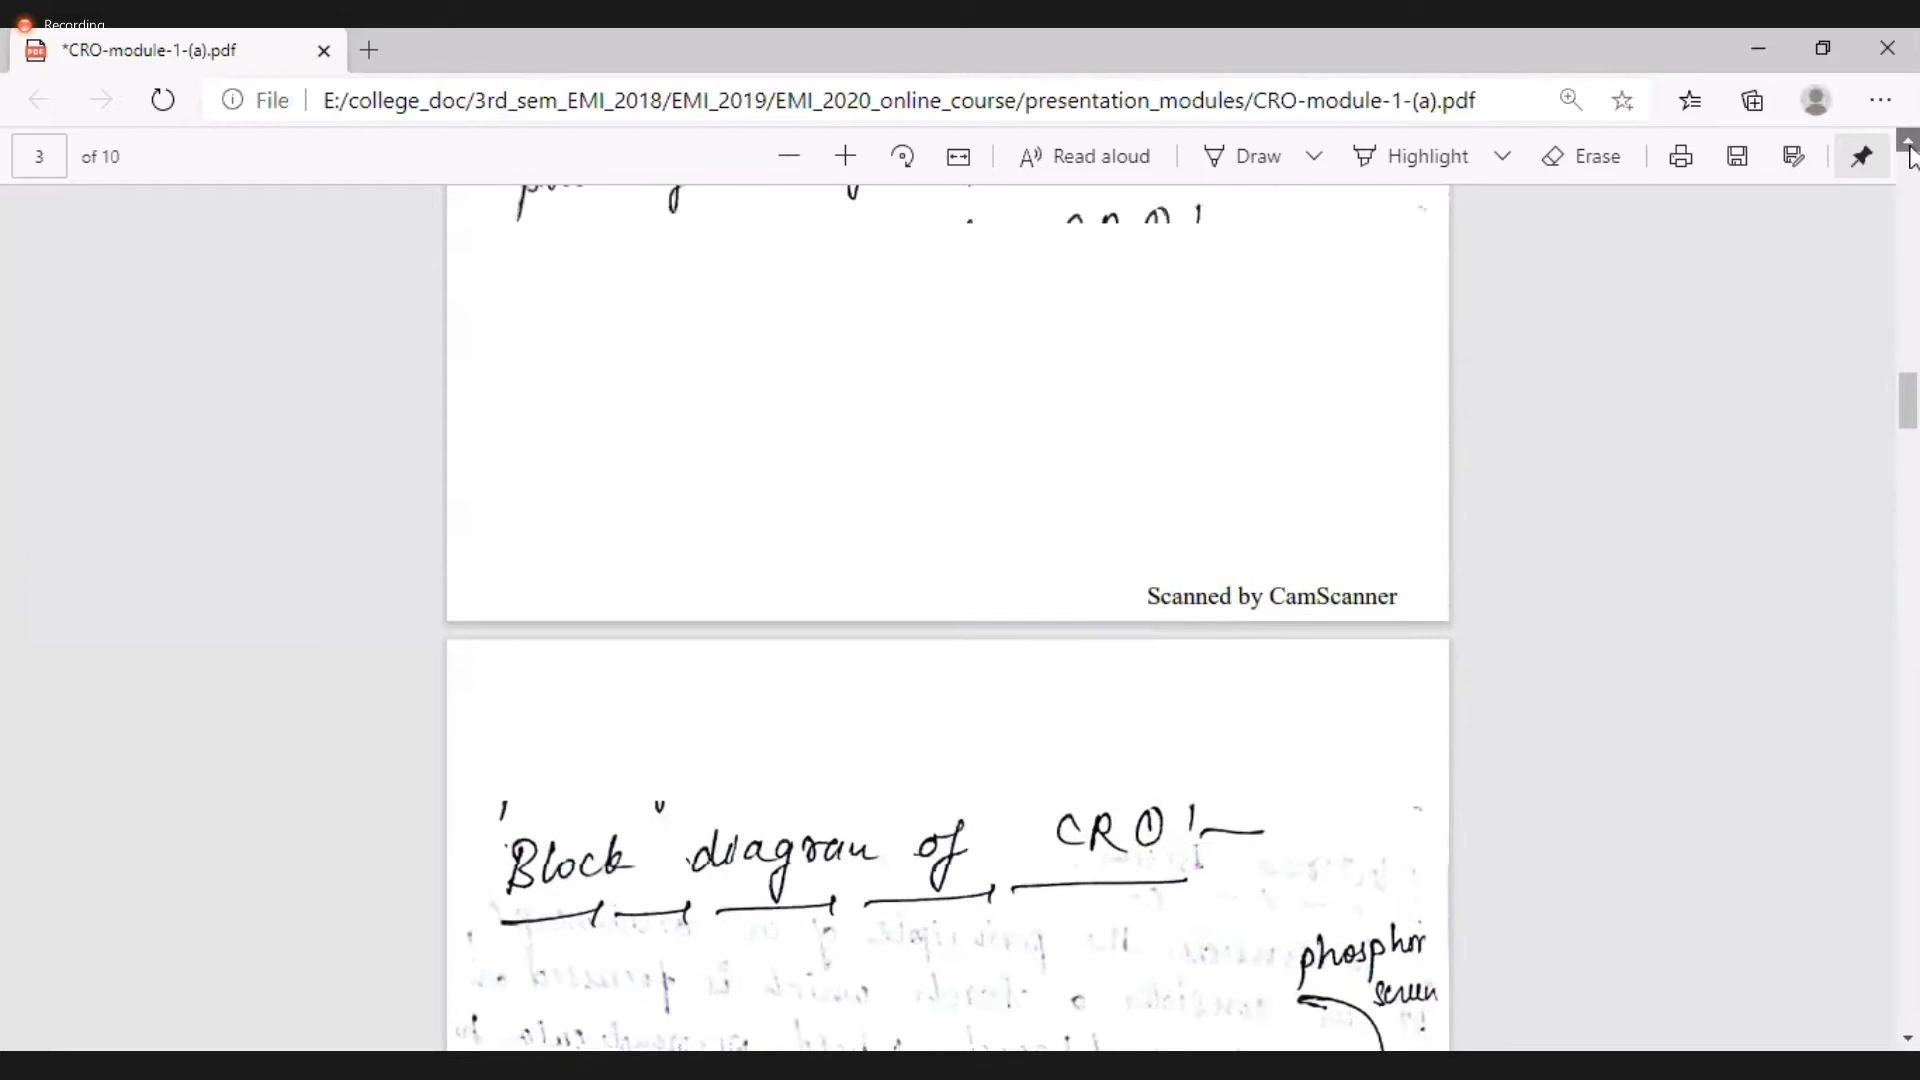 Recording
*CRO-module-1-(a).pdf
File E:/college_doc/3rd_sem_EMI_2018/EMI_2019/EMI_2020_online_course/presentation_modules/CRO-module-1-(a).pdf
3 of 10 Read aloud Draw Highlight Erase
Scanned by CamScanner
Block diagram of CRO
phosphor
screen